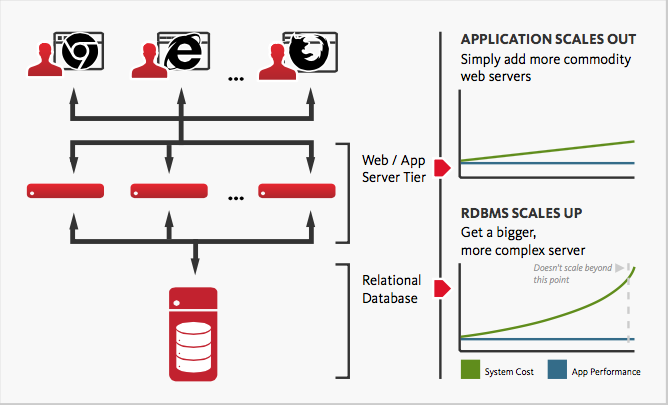 APPLICATION SCALES OUT
Simply add more commodity
web servers
...
Web / App
Server Tier
...
RDBMS SCALES UP
Get a bigger,
more complex server
Doesn't scale beyond
this point
Relational
Database
System Cost
App Performance